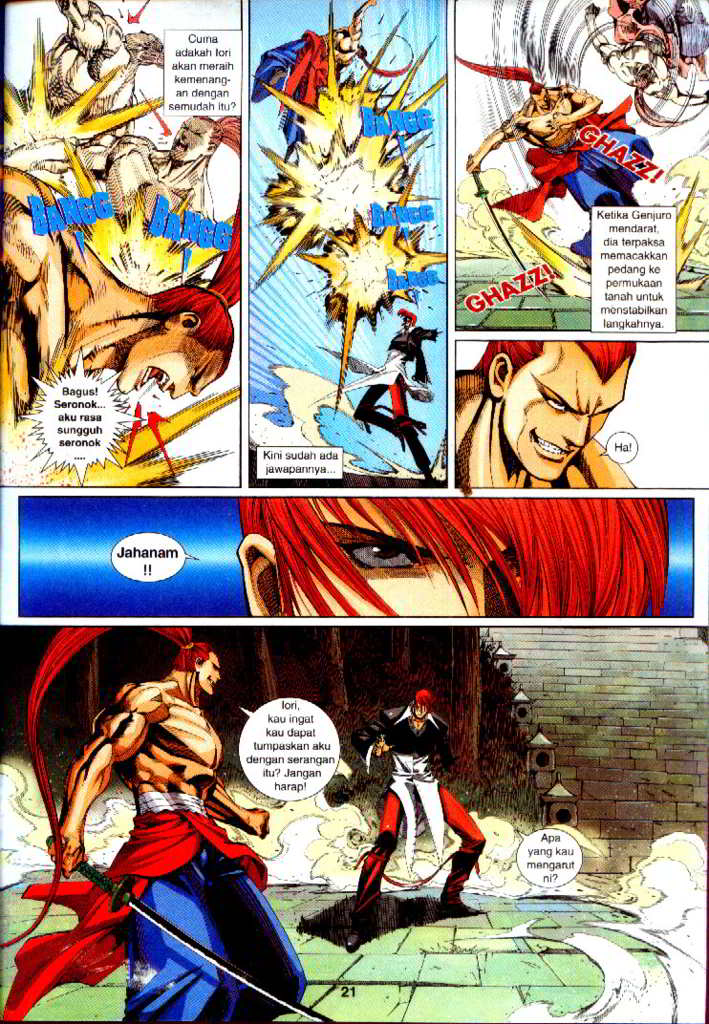 Cuma
adakah Iori
akan meraih
kemenang-
an dengan
semudah itu?
BANGG
!
BANGG
!
Bagus!
Seronok...
aku rasa
sungguh
seronok
....
BANGG
!
BANGG
!
BANGG
!
Kini sudah ada
jawapannya...
GHAZZ!
GHAZZ!
Ketika Genjuro
mendarat,
dia terpaksa
memacakkan
pedang ke
permukaan
tanah untuk
menstabilkan
langkahnya.
Ha!
Jahanam
!!
Iori,
kau ingat
kau dapat
tumpaskan aku
dengan serangan
itu? Jangan
harap!
Apa
yang kau
mengarut
ni?
21